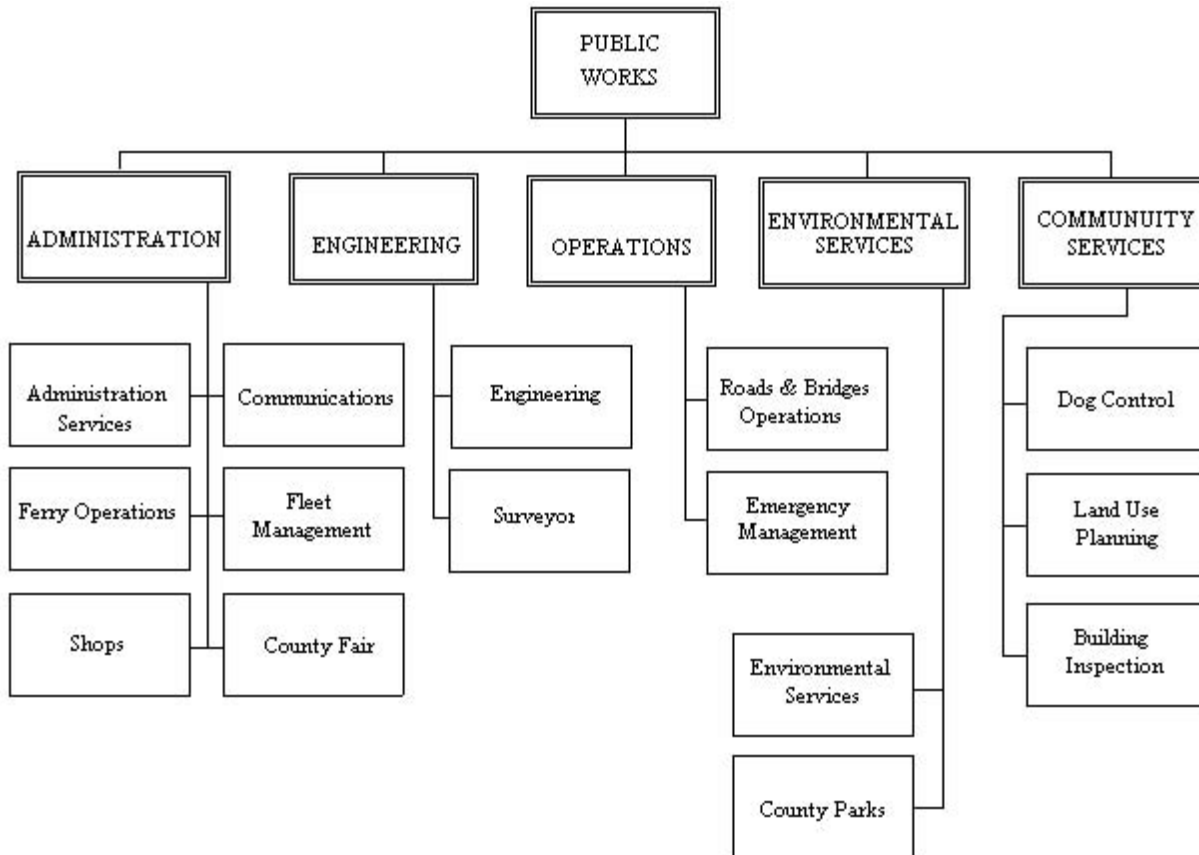 PUBLIC
WORKS
ADMINISTRATION
ENGINEERING
OPERATIONS
ENVIRONMENTAL
SERVICES
COMMUNUITY
SERVICES
Administration
Services
Communications
Engineering
Roads & Bridges
Operations
Dog Control
Ferry Operations
Fleet
Management
Surveyor
Emergency
Management
Land Use
Planning
Shops
County Fair
Environmental
Services
Building
Inspection
County Parks